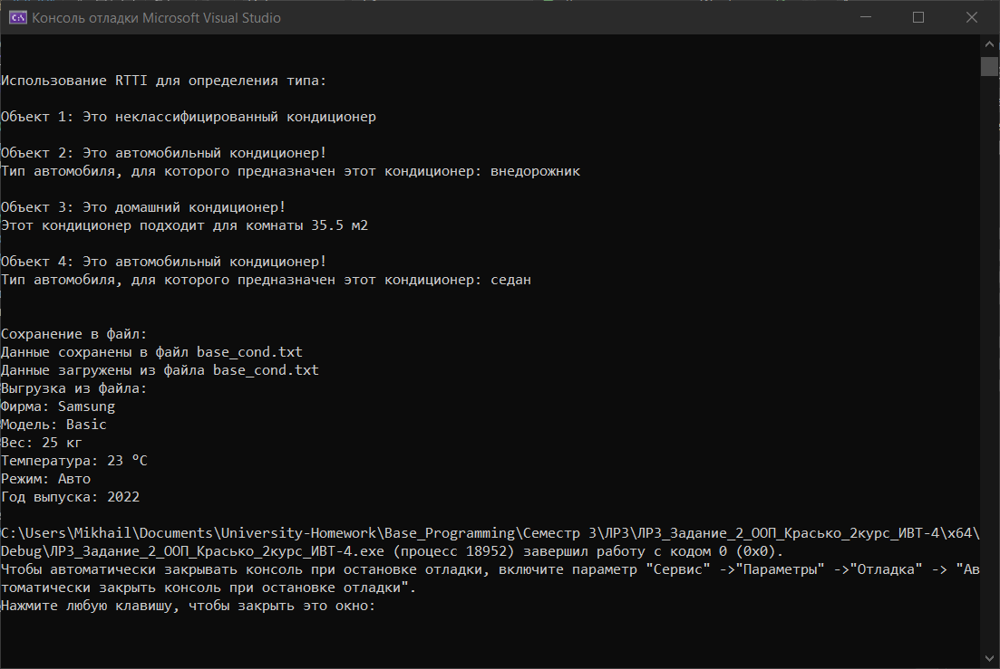 Консоль отладки Microsoft Visual Studio
Использование RTTI для определения типа:
Объект 1: Это неклассифицированный кондиционер
Объект 2: Это автомобильный кондиционер!
Тип автомобиля, для которого предназначен этот кондиционер: внедорожник
Объект 3: Это домашний кондиционер!
Этот кондиционер подходит для комнаты 35.5 м2
Объект 4: Это автомобильный кондиционер!
Тип автомобиля, для которого предназначен этот кондиционер: седан
Сохранение в файл:
Данные сохранены в файл base_cond.txt
Данные загружены из файла base_cond.txt
Выгрузка из файла:
Фирма: Samsung
Модель: Basic
Вес: 25 кг
Температура: 23 °C
Режим: Авто
Год выпуска: 2022
C:\Users\Mikhail\Documents\University-Homework\Base_Programming\Семестр 3\ЛР3\ЛР3_Задание_2_ООП_Красько_2курс_ИВТ-4\x64\
Debug\ЛР3_Задание_2_ООП_Красько_2курс_ИВТ-4.exe (процесс 18952) завершил работу с кодом 0 (0x0).
Чтобы автоматически закрывать консоль при остановке отладки, включите параметр "Сервис" ->"Параметры" ->"Отладка" -> "Ав
томатически закрыть консоль при остановке отладки".
Нажмите любую клавишу, чтобы закрыть это окно: